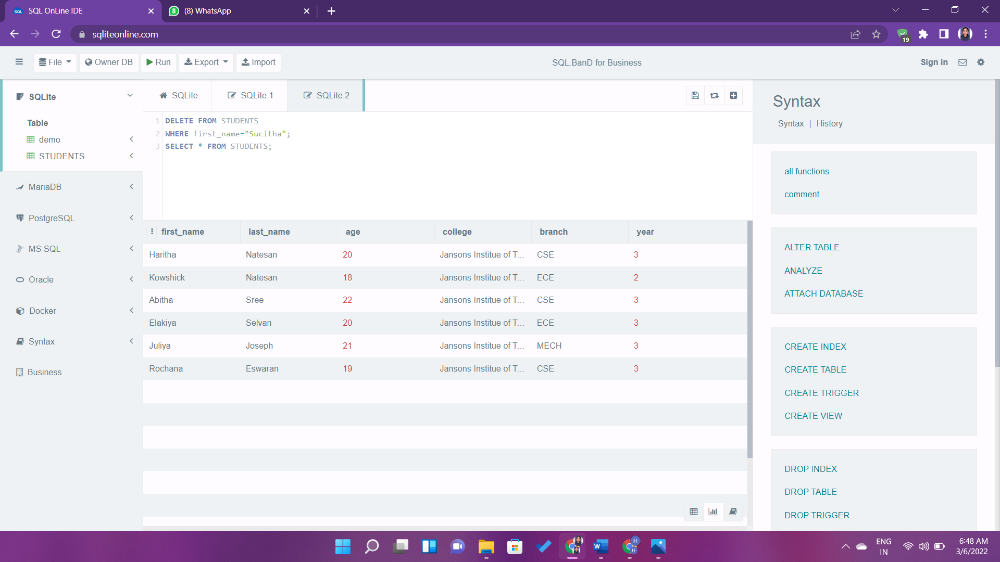 SQL OnLine IDE
8 (8) WhatsApp
sqliteonline.com
19
File Owner DB Run Export Import
SQL.BanD for Business
Sign in
SQLite
Table
demo
STUDENTS
MariaDB
PostgreSQL
MS SQL
Oracle
Docker
Syntax
Business
SQLite SQLite.1 SQLite.2
1 DELETE FROM STUDENTS
2 WHERE first_name="Sucitha";
3 SELECT * FROM STUDENTS;
first_name last_name age college branch year
Haritha Natesan 20 Jansons Institue of T... CSE 3
Kowshick Natesan 18 Jansons Institue of T... ECE 2
Abitha Sree 22 Jansons Institue of T... CSE 3
Elakiya Selvan 20 Jansons Institue of T... ECE 3
Juliya Joseph 21 Jansons Institue of T... MECH 3
Rochana Eswaran 19 Jansons Institue of T... CSE 3
Syntax
Syntax | History
all functions
comment
ALTER TABLE
ANALYZE
ATTACH DATABASE
CREATE INDEX
CREATE TABLE
CREATE TRIGGER
CREATE VIEW
DROP INDEX
DROP TABLE
DROP TRIGGER
W
H
H
ENG
IN
6:48 AM
3/6/2022